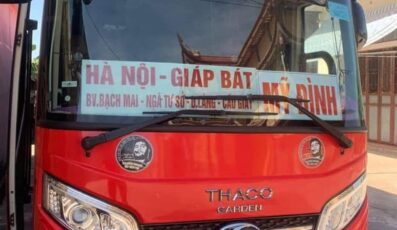 HÀ NỘI - GIÁP BÁT
BV.BẠCH MAI - NGÃ TƯ SỞ - Đ.LÁNG - CẦU GIẤY
MỸ ĐÌNH
THACO
GARDEN